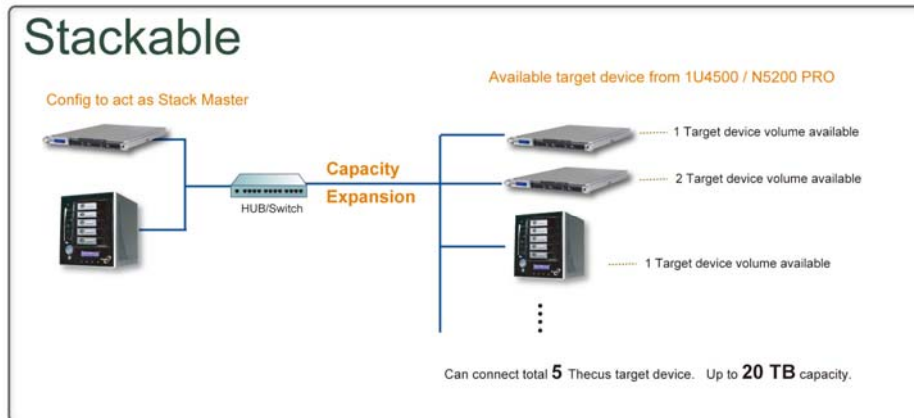 Stackable
Config to act as Stack Master
Available target device from 1U4500 / N5200 PRO
HUB/Switch
Capacity
Expansion
1 Target device volume available
2 Target device volume available
1 Target device volume available
Can connect total 5 Thecus target device. Up to 20 TB capacity.